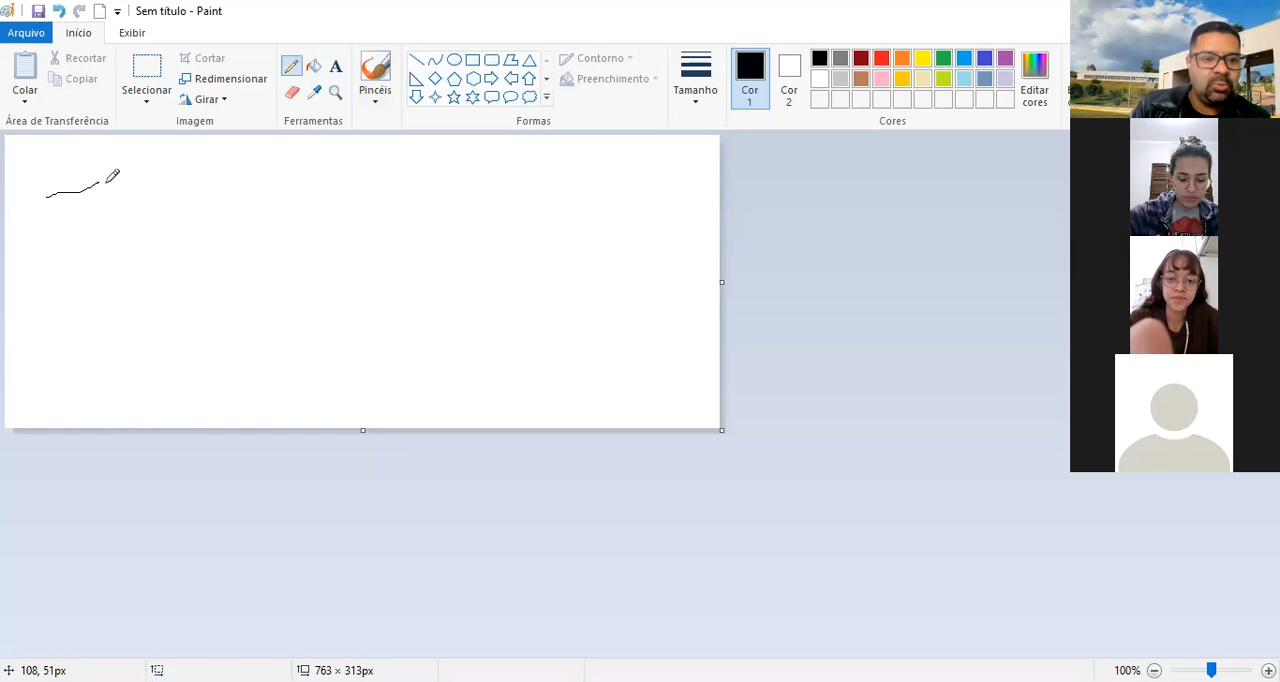 Sem título - Paint
Arquivo Início Exibir
Colar
Recortar
Copiar
Área de Transferência
Selecionar
Cortar
Redimensionar
Girar
Imagem
A
Ferramentas
Pincéis
Contorno
Preenchimento
Formas
Tamanho
Cor 1
Cor 2
Editar cores
Cores
108, 51px
763 × 313px
100%